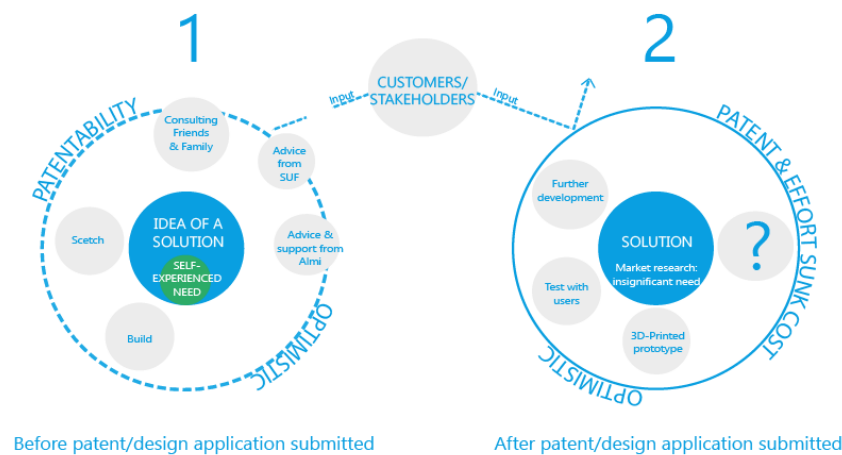 1
2
CUSTOMERS/
STAKEHOLDERS
Input
Input
PATENTABILITY
Consulting
Friends
& Family
Advice
from
SUF
Scetch
IDEA OF A
SOLUTION
SELF-
EXPERIENCED
NEED
Advice &
support from
Almi
Build
OPTIMISTIC
PATENT & EFFORT SUNK COST
Further
development
SOLUTION
Market research:
insignificant need
?
Test with
users
3D-Printed
prototype
OPTIMISTIC
Before patent/design application submitted
After patent/design application submitted